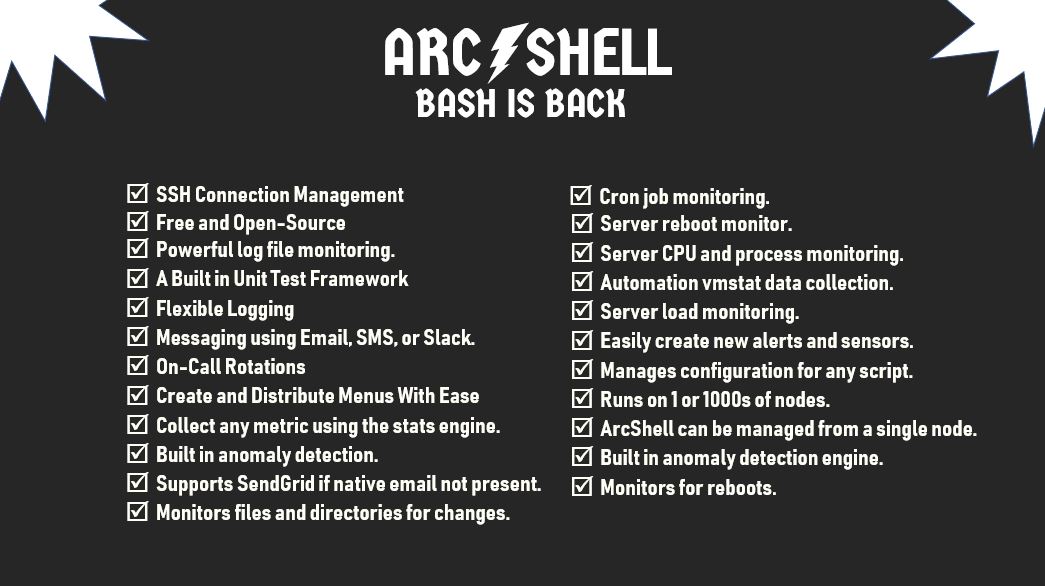 ARC SHELL
BASH IS BACK
SSH Connection Management
Free and Open-Source
Powerful log file monitoring.
A Built in Unit Test Framework
Flexible Logging
Messaging using Email, SMS, or Slack.
On-Call Rotations
Create and Distribute Menus With Ease
Collect any metric using the stats engine.
Built in anomaly detection.
Supports SendGrid if native email not present.
Monitors files and directories for changes.
Cron job monitoring.
Server reboot monitor.
Server CPU and process monitoring.
Automation vmstat data collection.
Server load monitoring.
Easily create new alerts and sensors.
Manages configuration for any script.
Runs on 1 or 1000s of nodes.
ArcShell can be managed from a single node.
Built in anomaly detection engine.
Monitors for reboots.